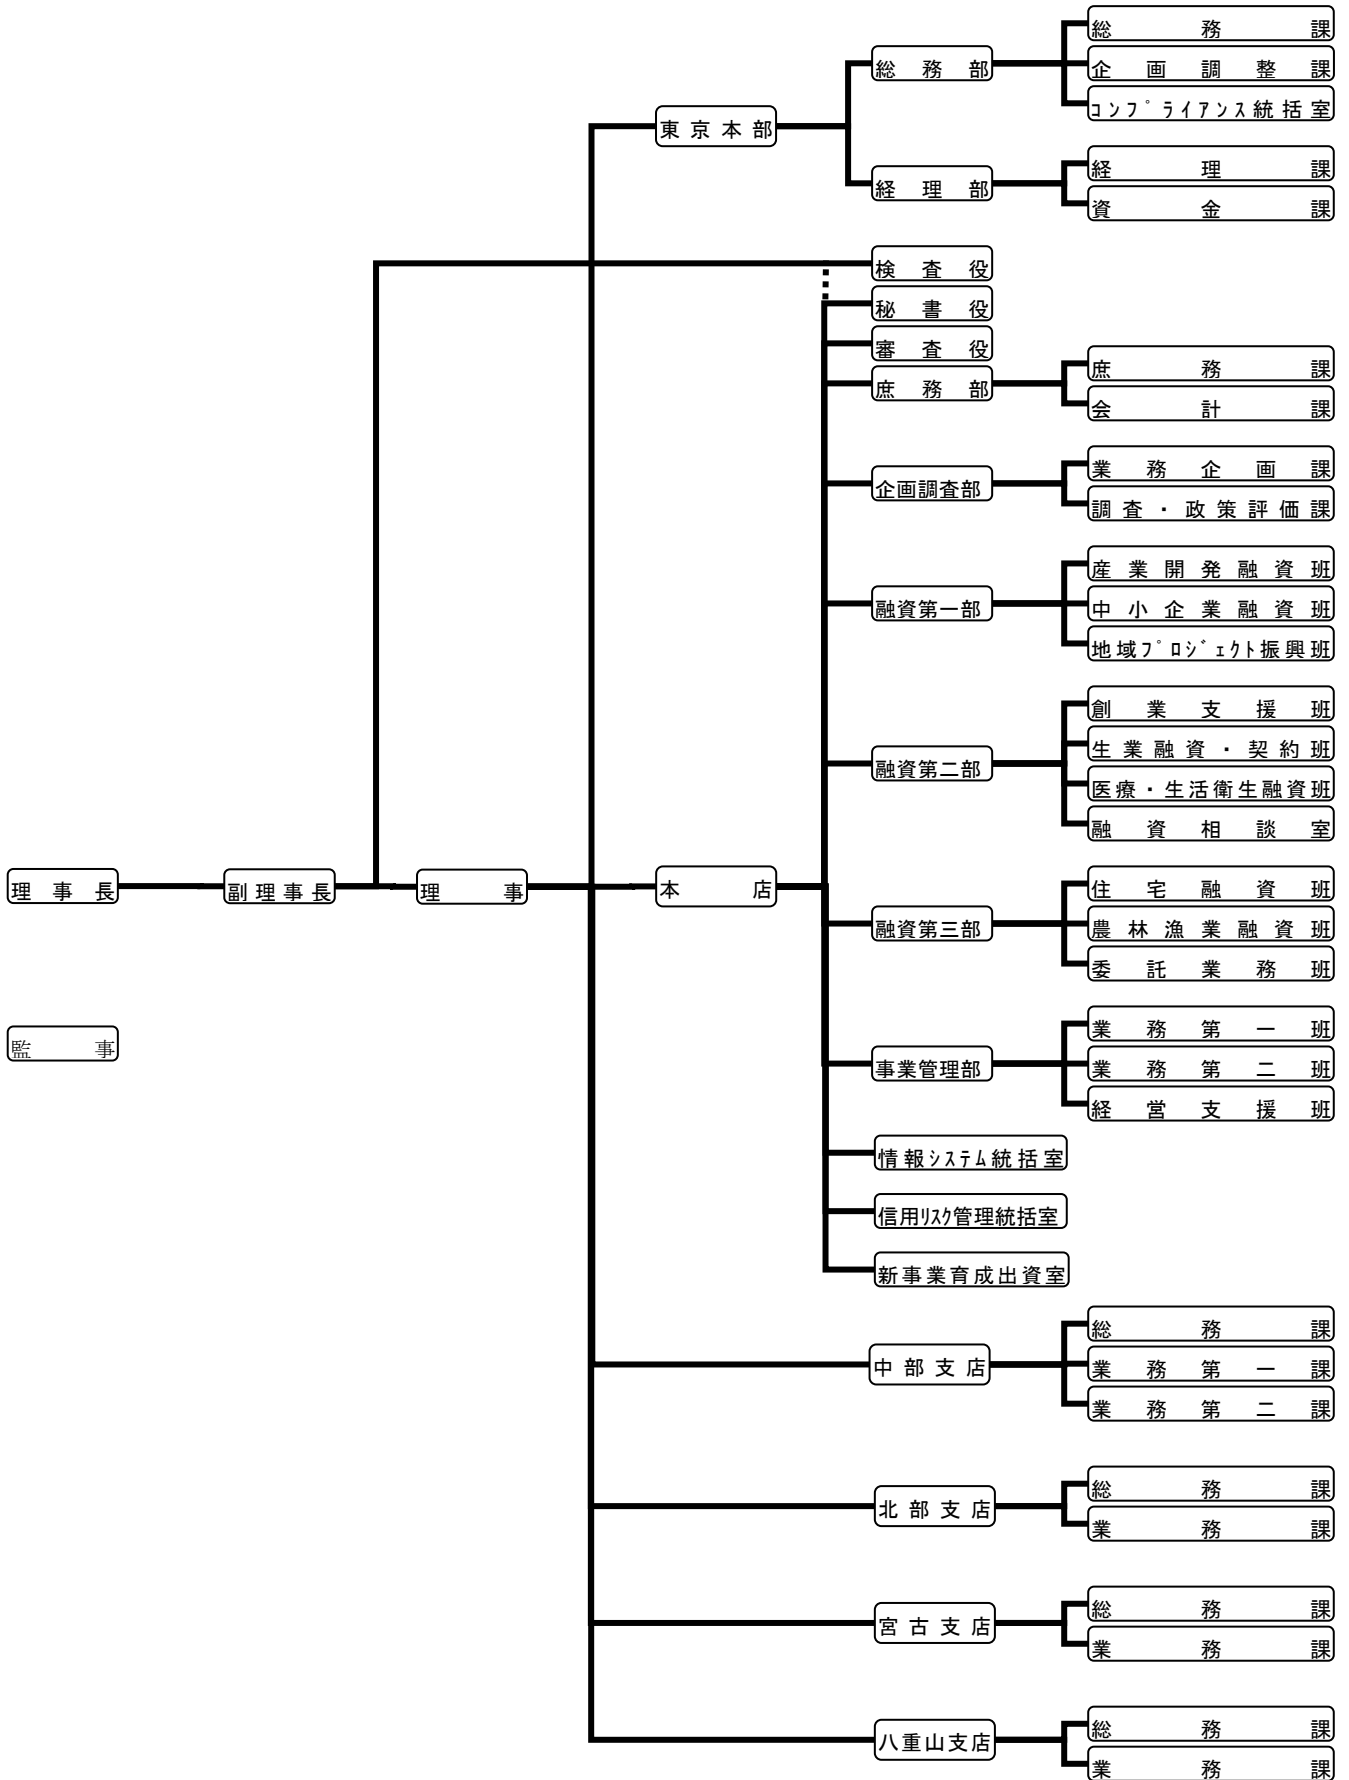 総務課
総務部
企画調整課
コンプライアンス統括室
東京本部
経理課
経理部
資金課
検査役
秘書役
審査役
庶務課
庶務部
会計課
業務企画課
企画調査部
調査・政策評価課
産業開発融資班
融資第一部
中小企業融資班
地域プロジェクト振興班
創業支援班
生業融資・契約班
融資第二部
医療・生活衛生融資班
融資相談室
理事長
副理事長
理事
本店
住宅融資班
融資第三部
農林漁業融資班
委託業務班
監事
業務第一班
事業管理部
業務第二班
経営支援班
情報システム統括室
信用リスク管理統括室
新事業育成出資室
総務課
中部支店
業務第一課
業務第二課
総務課
北部支店
業務課
総務課
宮古支店
業務課
総務課
八重山支店
業務課